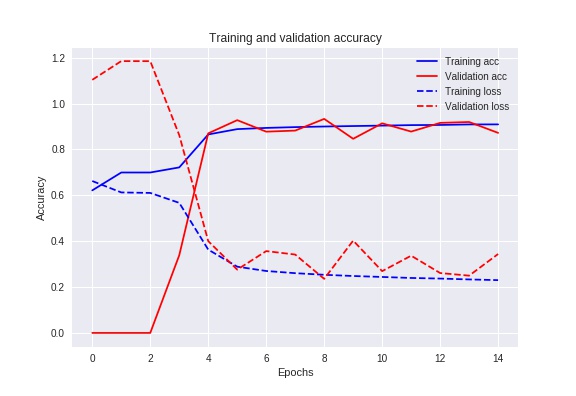 Training and validation accuracy
Training acc
Validation acc
Training loss
Validation loss
1.2
1.0
0.8
0.6
0.4
0.2
0.0
Accuracy
0 2 4 6 8 10 12 14
Epochs